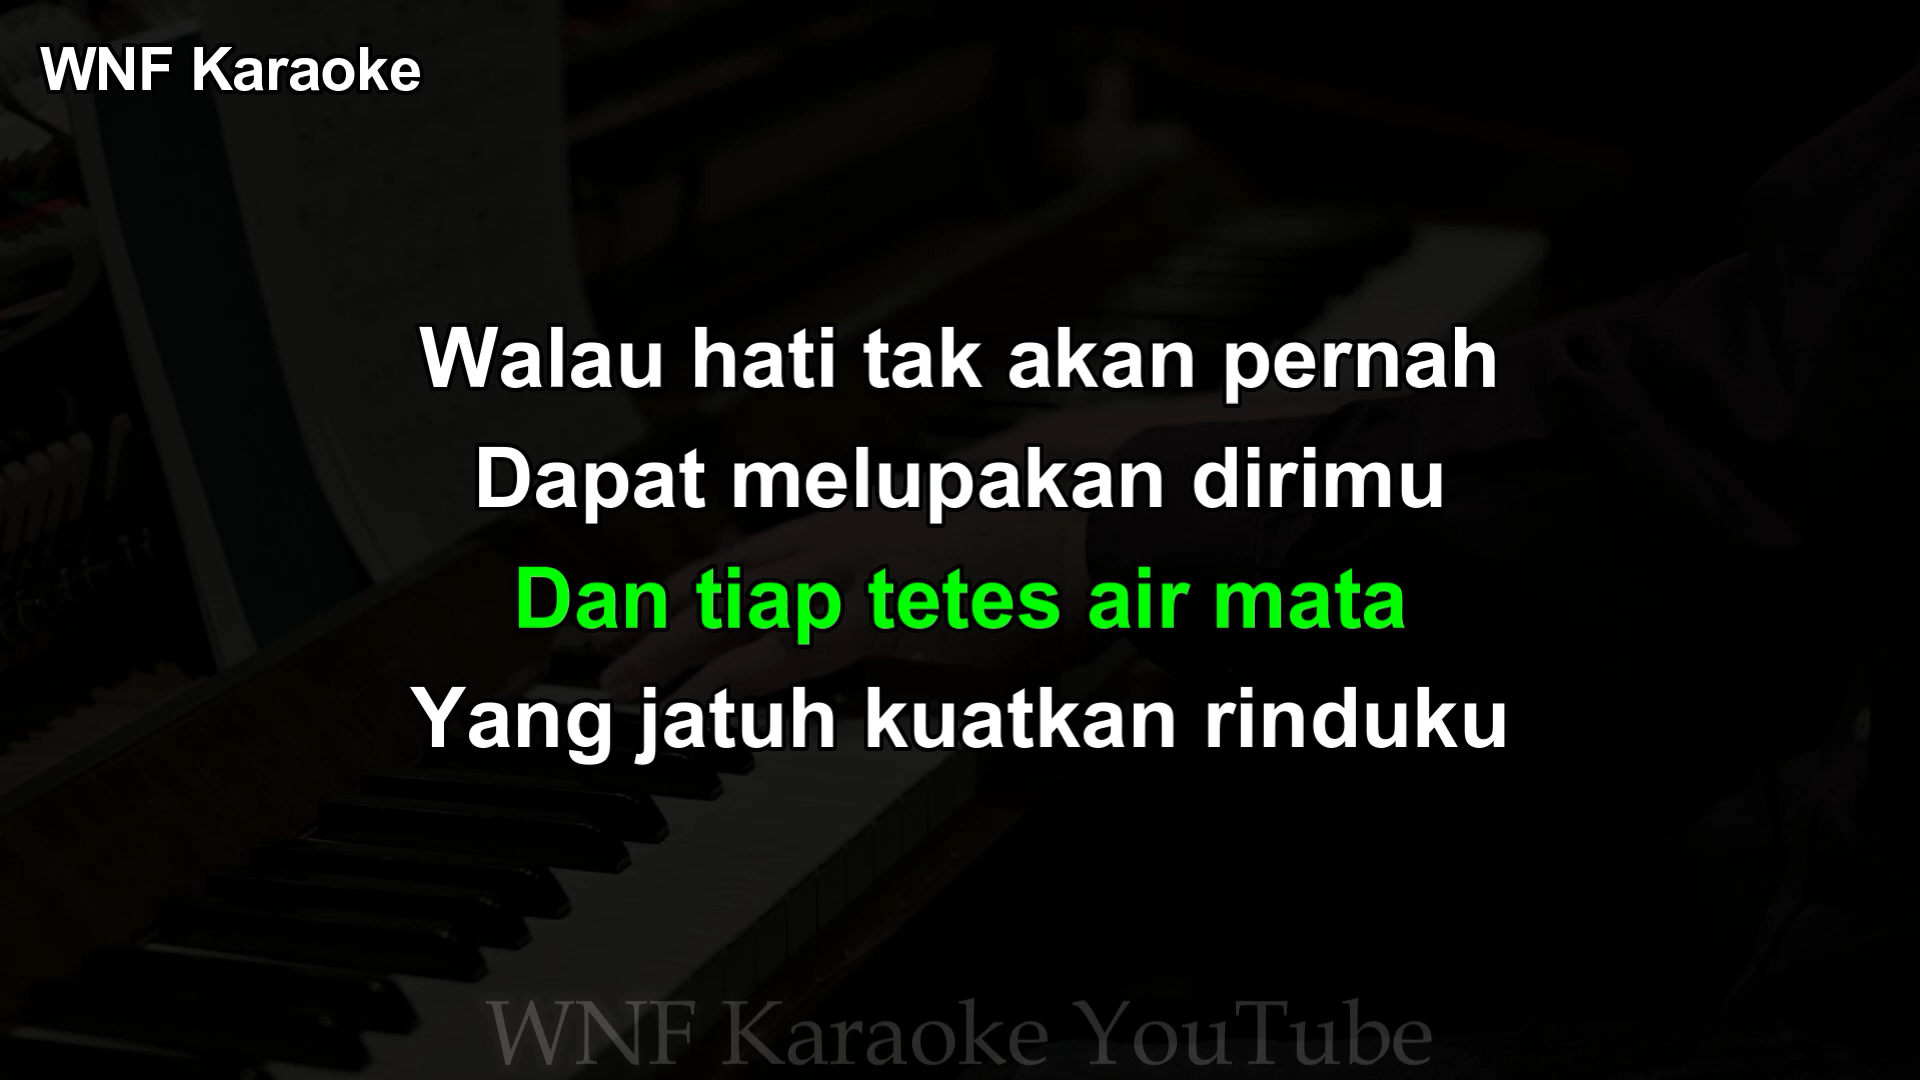 WNF Karaoke
Walau hati tak akan pernah
Dapat melupakan dirimu
Dan tiap tetes air mata
Yang jatuh kuatkan rinduku
WNF Karaoke YouTube